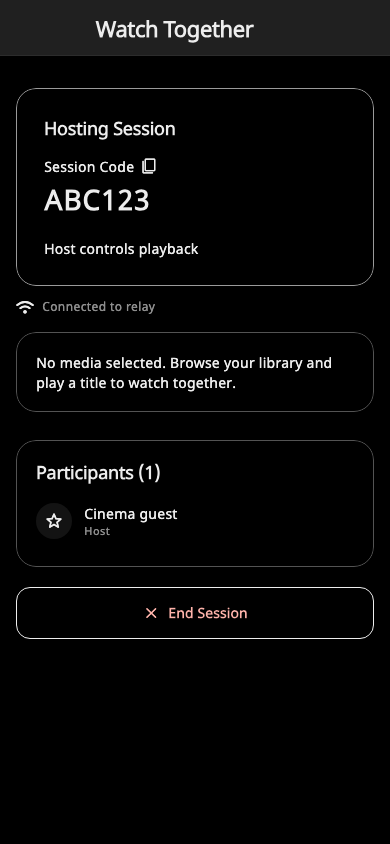 Watch Together
Hosting Session
Session Code
ABC123
Host controls playback
Connected to relay
No media selected. Browse your library and
play a title to watch together.
Participants (1)
Cinema guest
Host
End Session